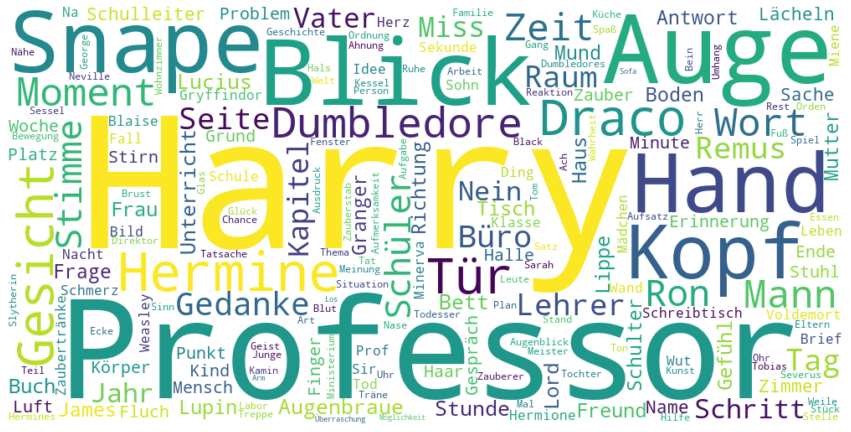 Na Schulleiter Problem Vater Herz Familie Küche Zeit Antwort Lächeln
Snape Blick Auge Miss Mund Spaß Miene
Nähe George Geschichte Ordnung Ahnung Gang Dumbledores Sekunde
Neville Wohnzimmer Hals Ruhe Idee Arbeit Raum Bein Umhang
Moment Lucius Welt Kessel Person Sohn Reaktion Zauber Boden Sache
Sessel Gryffindor Sofa Rest Orden
Woche Blaise Seite Dumbledore Draco Wort Herr Fuß Spiel
Bewegung Fall Grund Fenster Black Wahrheit Minute Mutter
Platz Stirn Harry Aufgabe Ach Haus Remus
Stimme Brust Unterricht Glas Zauberstab Kapitel Granger Richtung Nein Ding Tom Hand
Gesicht Frau Schule Ausdruck Aufmerksamkeit Schüler Tisch Klasse Aufsatz Mädchen Erinnerung Essen Leben
Bild Glück Chance Büro Halle Lippe Kopf
Direktor Tatsache Thema Minerva Satz
Nacht Meinung Tat Sarah Ende
Slytherin Frage Hermine Situation Tür Leute Wand Stuhl
Schmerz Los Bett Plan Ron Mann
Zaubertränke Sinn Gedanke Blut Todesser Lehrer Schreibtisch Voldemort
Weasley Ecke Art Nase Stand Augenblick Schulter Eltern
Körper Punkt Geist Junge Prof Finger Ministerium Gespräch Meister Gefühl Wut Brief Ohr
Teil Professor Kind Kamin Arm Sir Uhr Haar Zauberer Ton Kunst Tag
Buch Jahr Mensch Tod Träne Lord Tochter Zimmer Severus Tobias
Luft James Fluch Lupin Labor Augenbraue Stunde Mal Freund Name Schritt Weile Stück
Hermines Treppe Überraschung Möglichkeit Hermione Hilfe Stelle